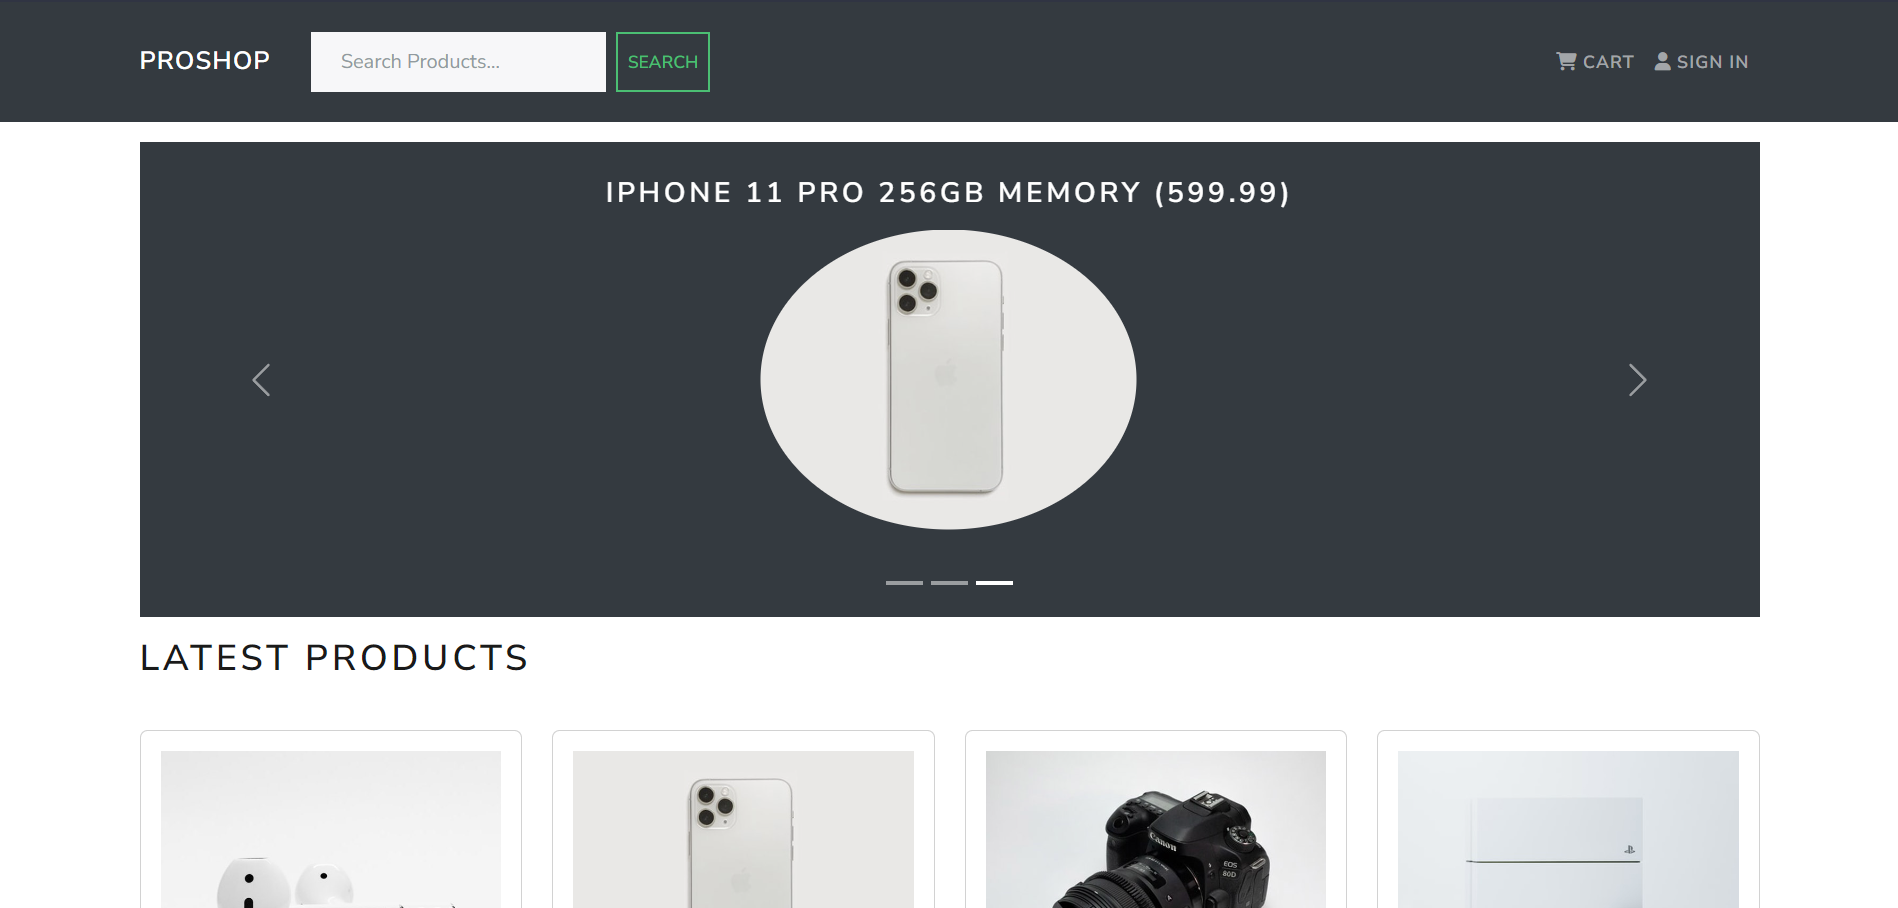 PROSHOP
Search Products...
SEARCH
CART
SIGN IN
IPHONE 11 PRO 256GB MEMORY (599.99)
LATEST PRODUCTS
Canon
EOS
80D